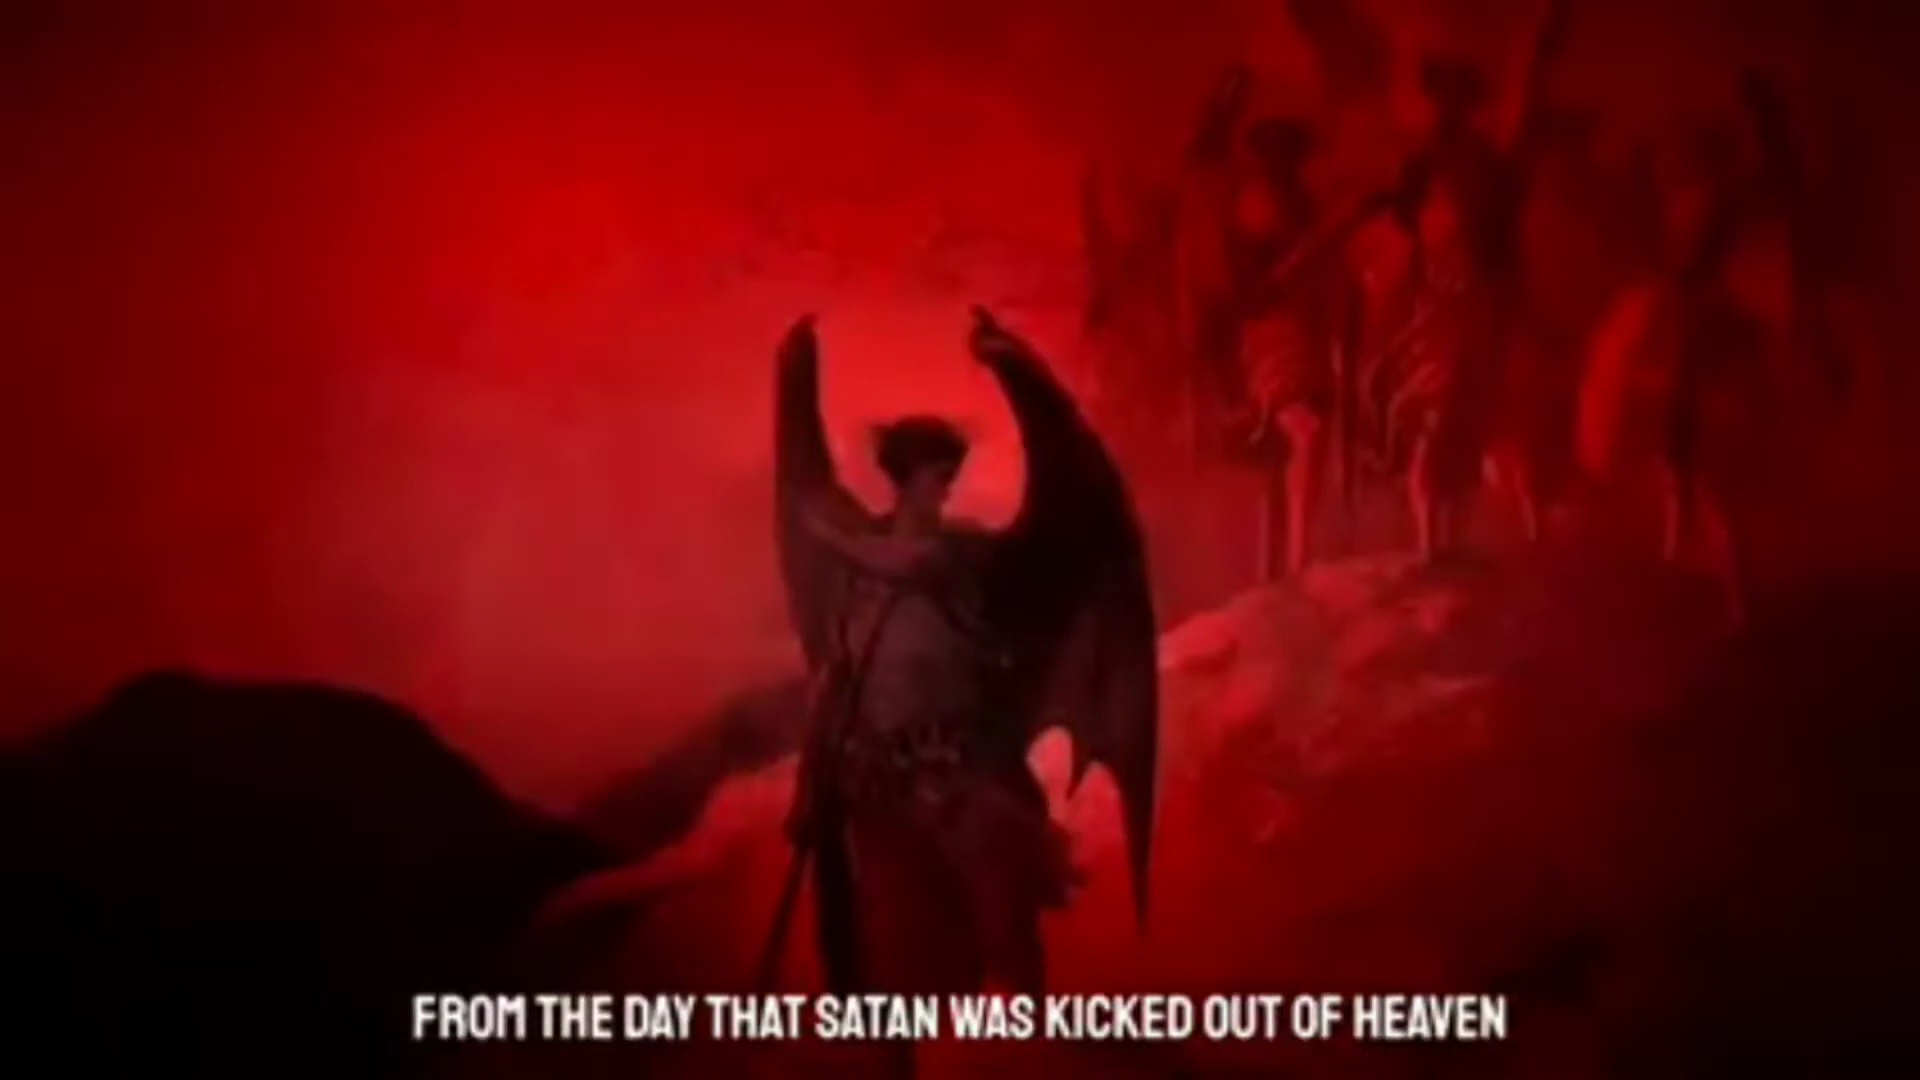 FROM THE DAY THAT SATAN WAS KICKED OUT OF HEAVEN